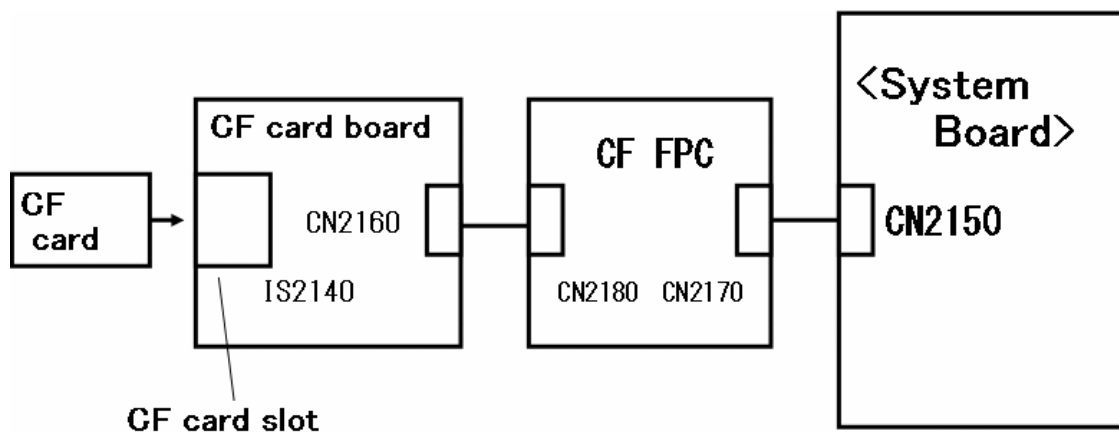 <System
Board>
CF card board
CF FPC
CF
card
CN2160
CN2150
IS2140
CN2180 CN2170
CF card slot